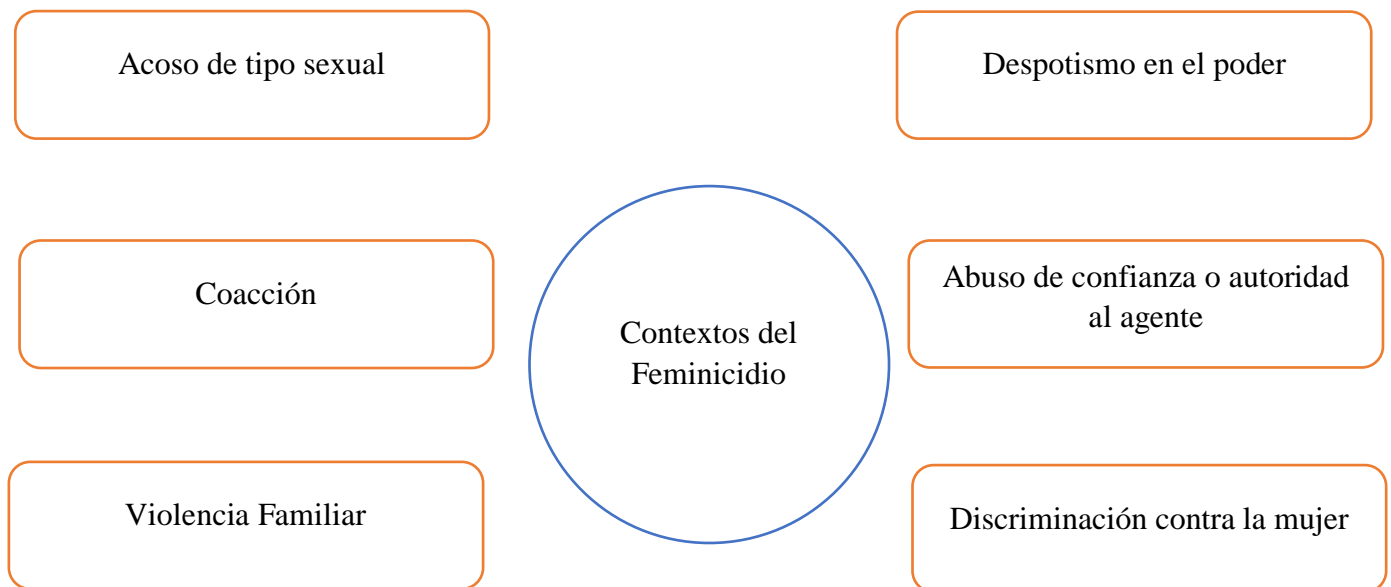 Acoso de tipo sexual
Despotismo en el poder
Coacción
Abuso de confianza o autoridad
al agente
Contextos del
Feminicidio
Violencia Familiar
Discriminación contra la mujer